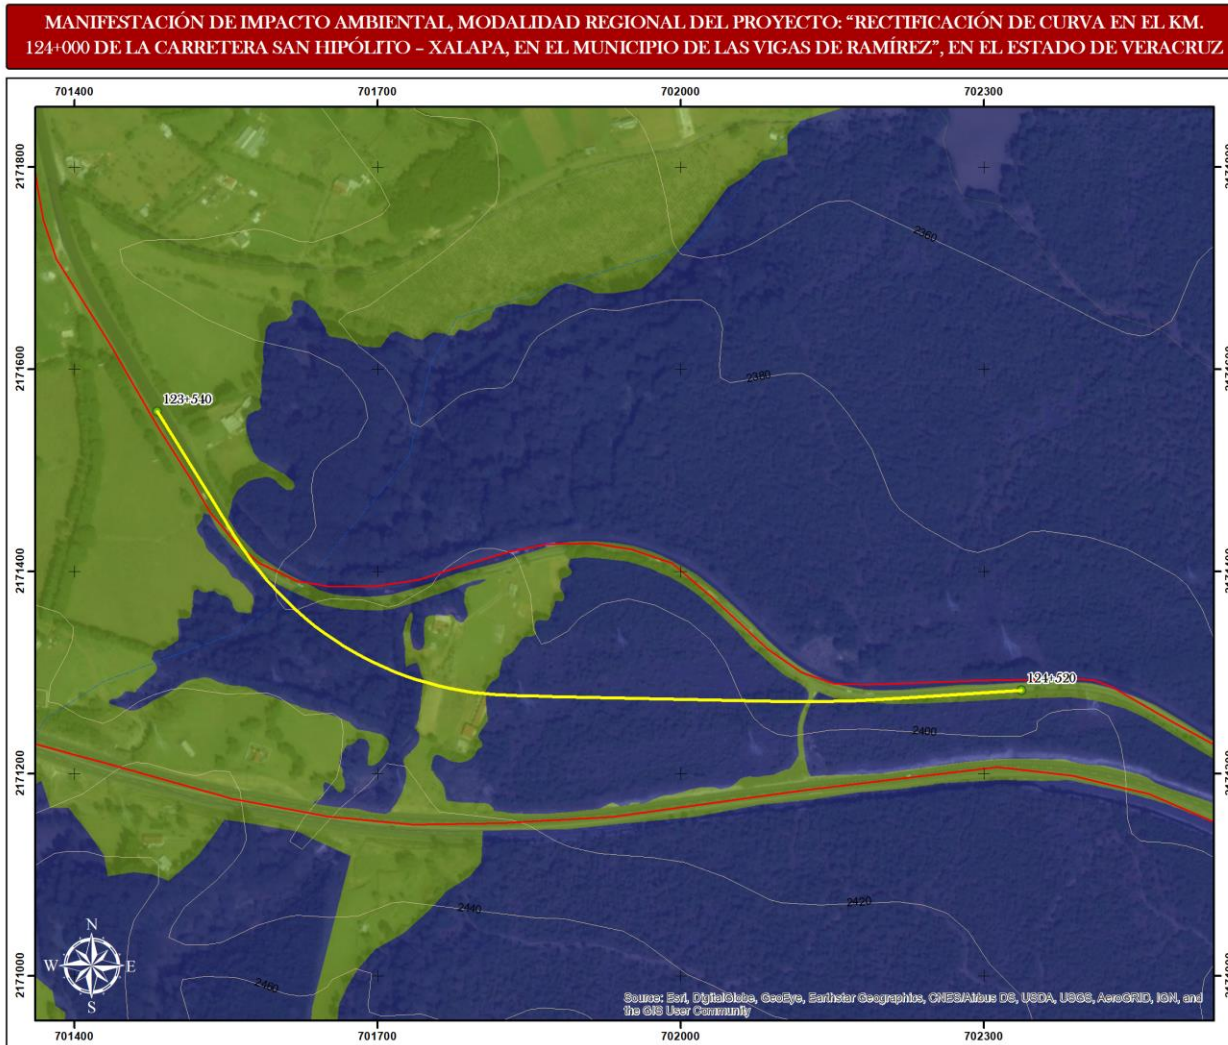 MANIFESTACIÓN DE IMPACTO AMBIENTAL, MODALIDAD REGIONAL DEL PROYECTO: “RECTIFICACIÓN DE CURVA EN EL KM.
124+000 DE LA CARRETERA SAN HIPÓLITO – XALAPA, EN EL MUNICIPIO DE LAS VIGAS DE RAMÍREZ”, EN EL ESTADO DE VERACRUZ
701400 701700 702000 702300
2171800
2360
2171600
2380
123+540
2171400
124+520
2400
2171200
2440
2420
N
W E
S
2460
2171000
Source: Esri, DigitalGlobe, GeoEye, Earthstar Geographics, CNES/Airbus DS, USDA, USGS, AeroGRID, IGN, and
the GIS User Community
701400 701700 702000 702300